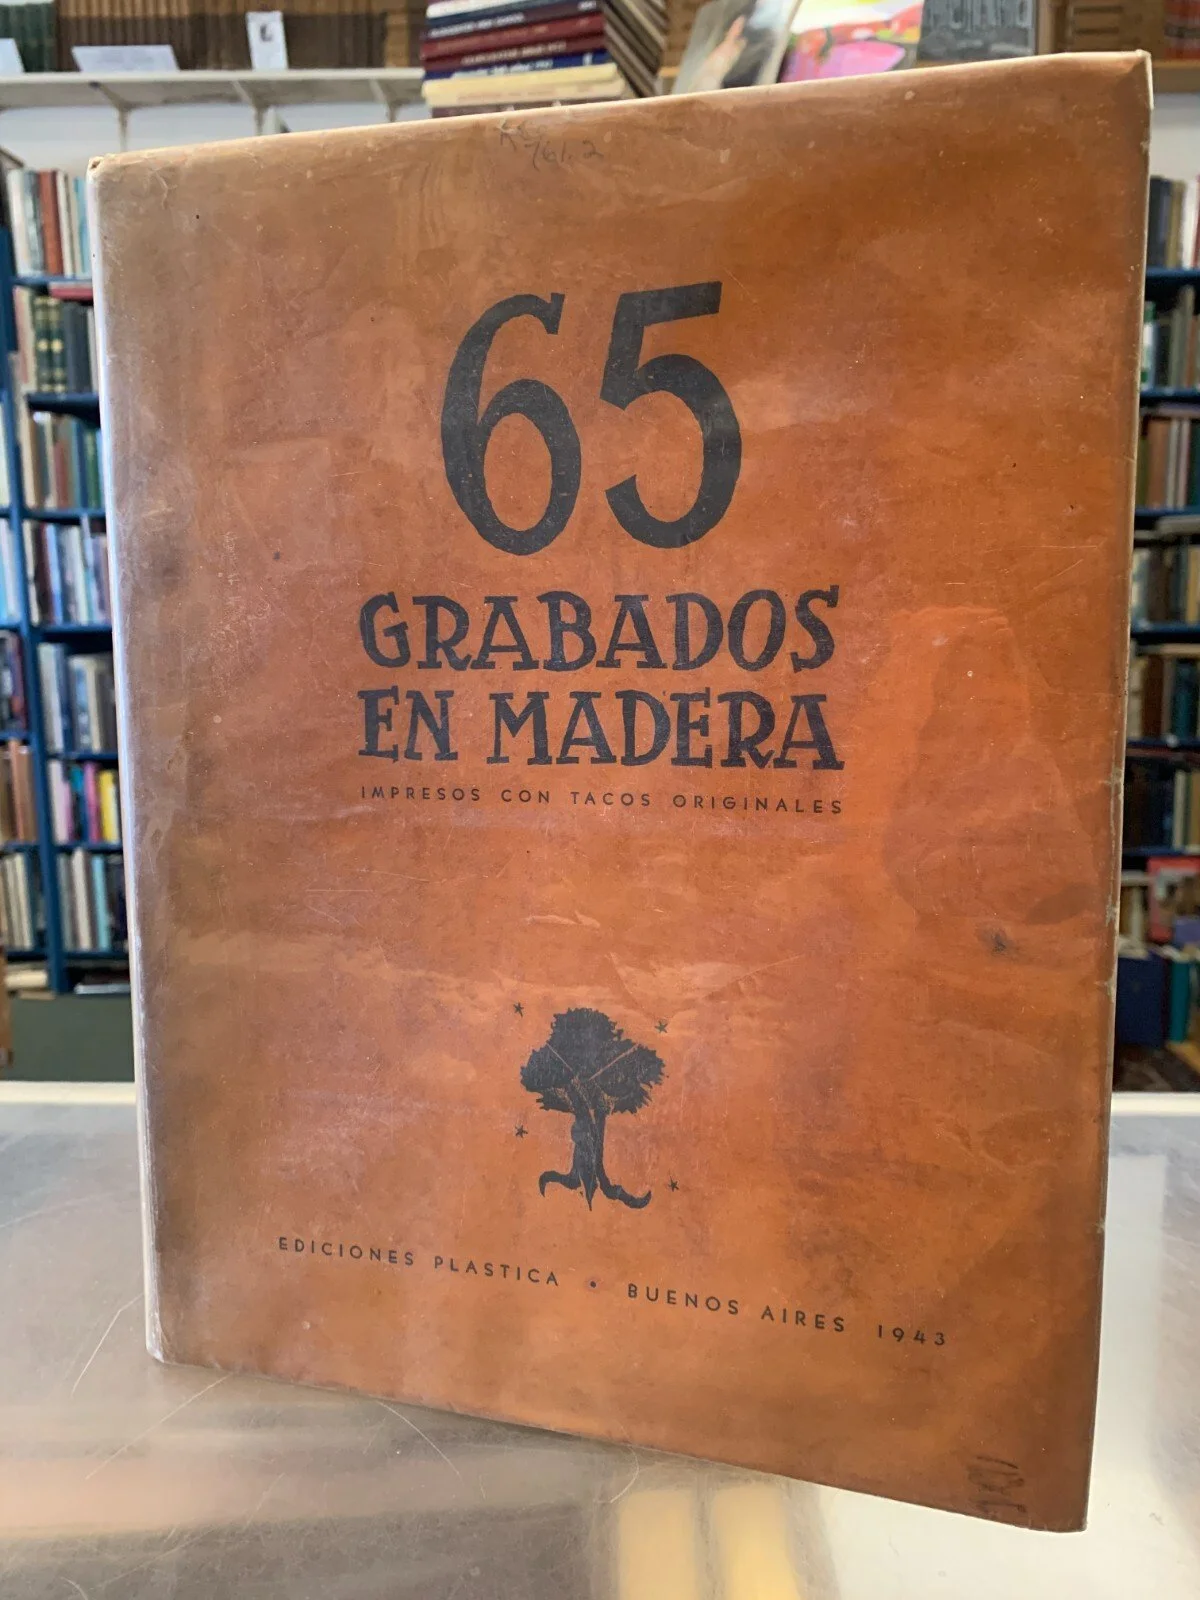 65
GRABADOS
EN MADERA
IMPRESOS CON TACOS ORIGINALES
EDICIONES PLASTICA • BUENOS AIRES 1943